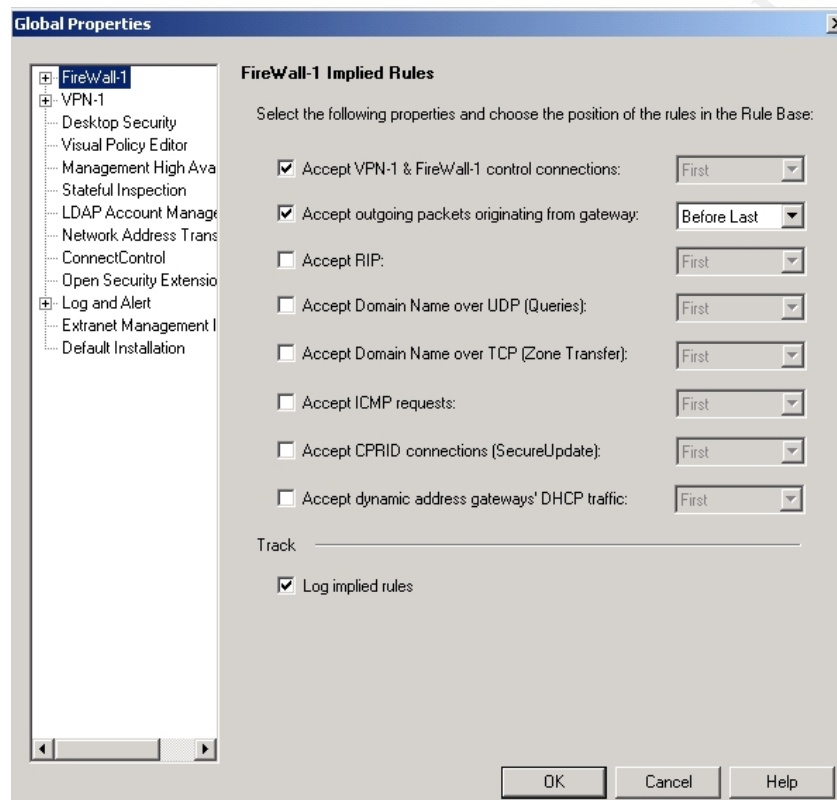 Global Properties
FireWall-1
VPN-1
Desktop Security
Visual Policy Editor
Management High Ava
Stateful Inspection
LDAP Account Manage
Network Address Trans
ConnectControl
Open Security Extensio
Log and Alert
Extranet Management I
Default Installation
FireWall-1 Implied Rules
Select the following properties and choose the position of the rules in the Rule Base:
Accept VPN-1 & FireWall-1 control connections: First
Accept outgoing packets originating from gateway: Before Last
Accept RIP: First
Accept Domain Name over UDP (Queries): First
Accept Domain Name over TCP (Zone Transfer): First
Accept ICMP requests: First
Accept CPRID connections (SecureUpdate): First
Accept dynamic address gateways' DHCP traffic: First
Track
Log implied rules
OK Cancel Help